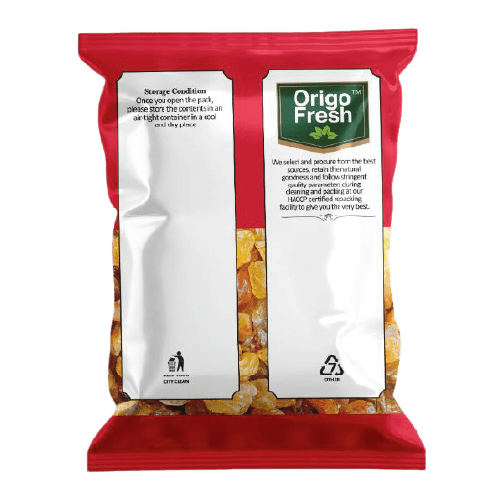 Storage Condition
Once you open the pack,
please store the contents in an
air-tight container in a cool
and dry place
CITY CLEAN
Origo
Fresh
TM
We select and procure from the best
sources, retain the natural
goodness and follow stringent
quality parameters during
cleaning and packing at our
HACCP certified repacking
facility to give you the very best.
7
OTHER